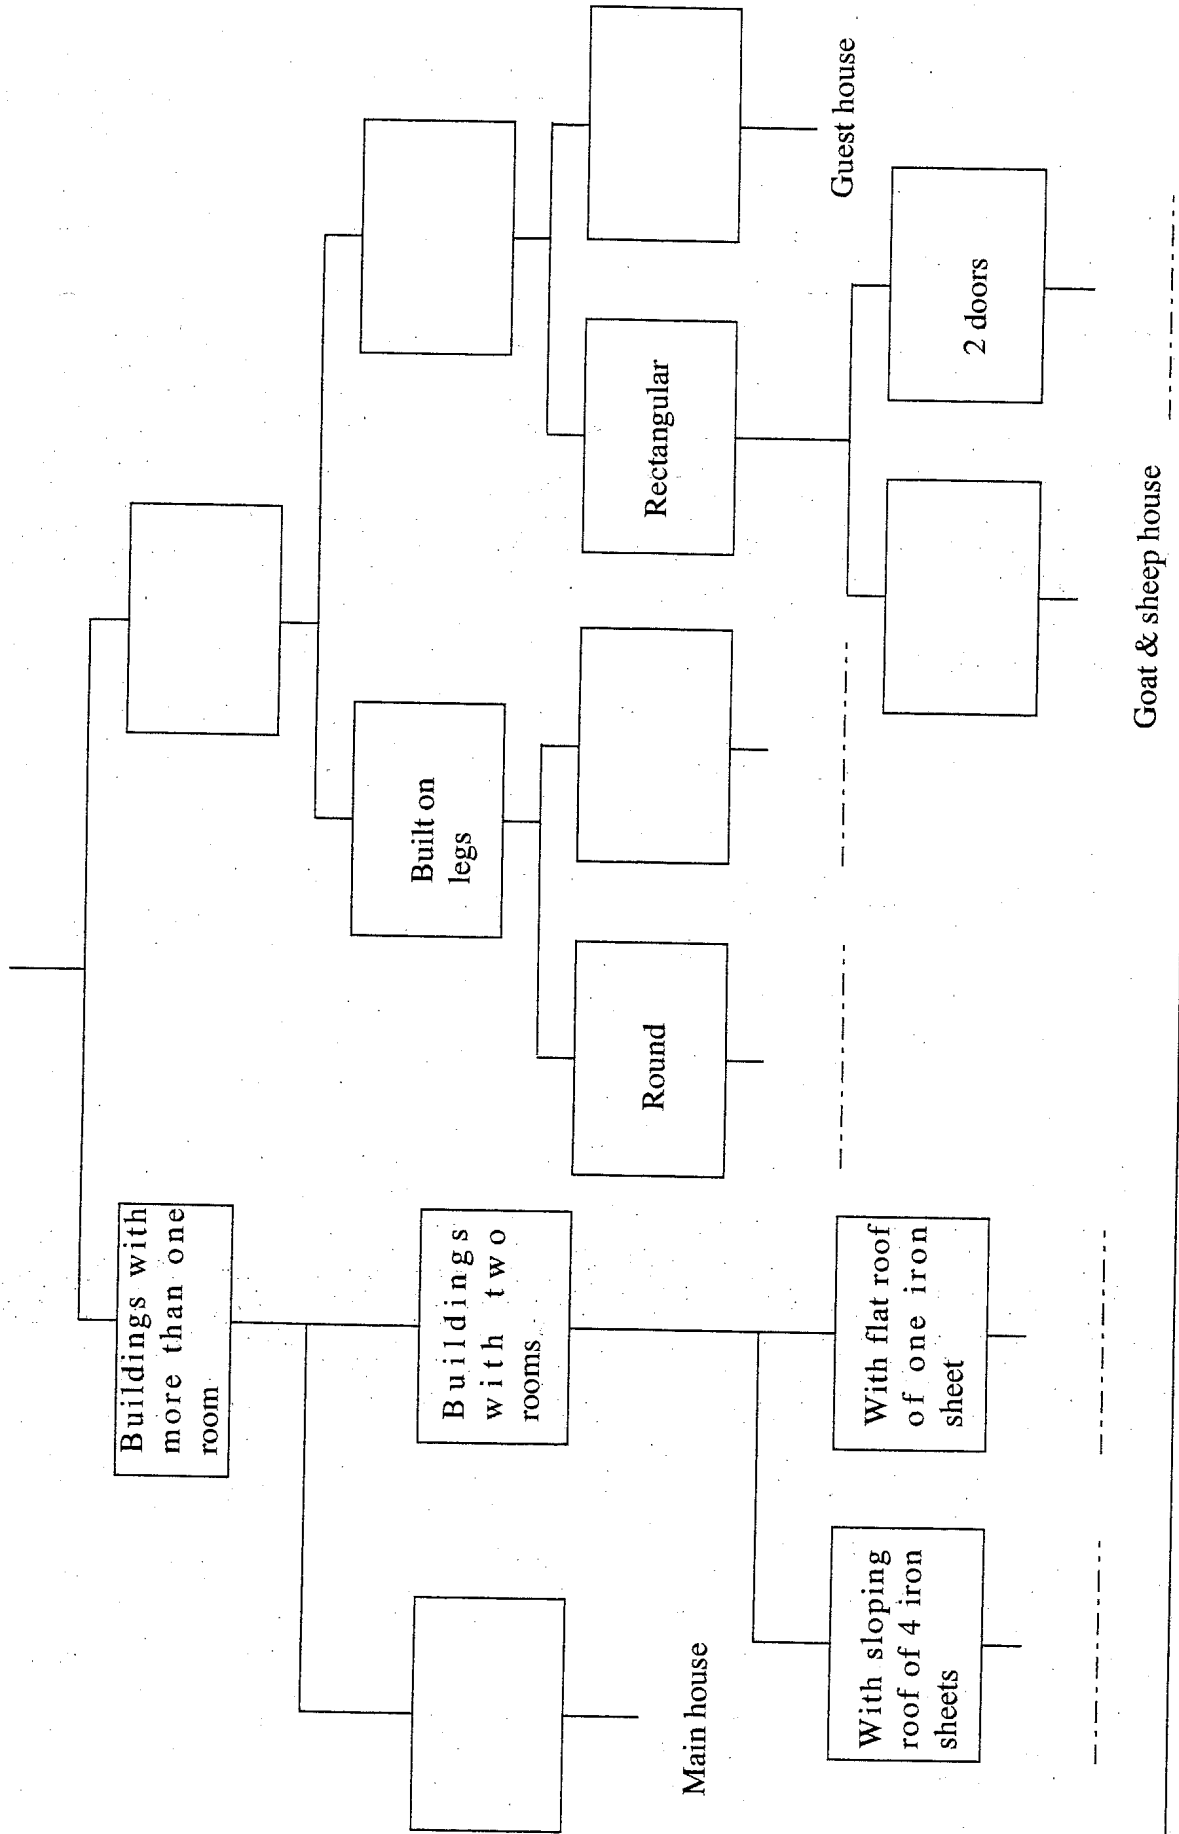 Buildings with
more than one
room
Buildings
with two
rooms
Main house
With sloping
roof of 4 iron
sheets
With flat roof
of one iron
sheet
Built on
legs
Round
Rectangular
Guest house
2 doors
Goat & sheep house